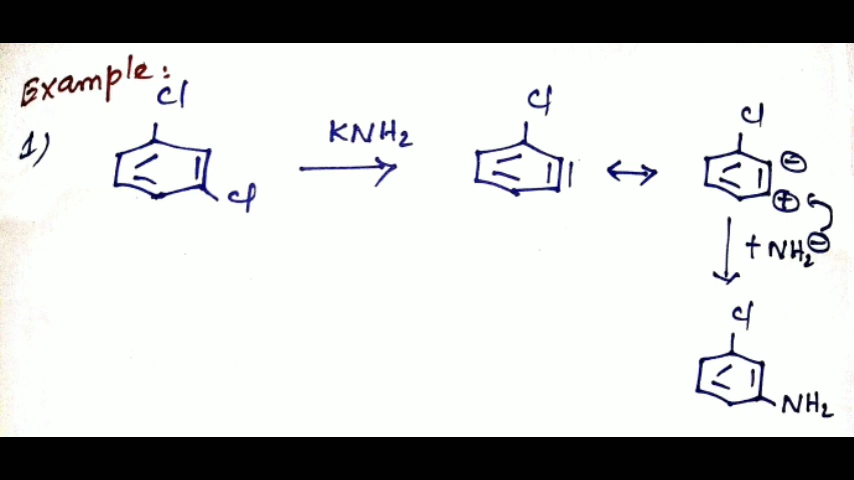 Example:
1)
Cl
Cl
KNH2
Cl
Cl
⊖
⊕
+ NH2⊖
Cl
NH2